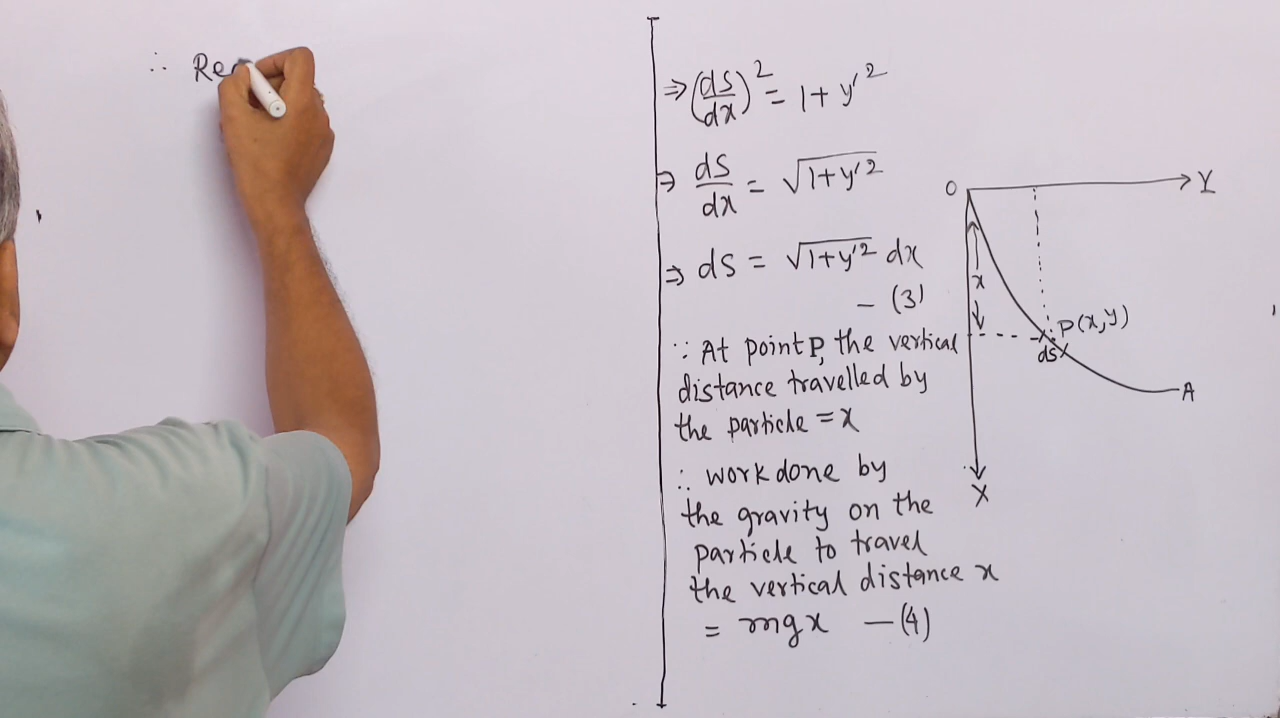 ∴ Re
⇒ (ds/dx)² = 1 + y'²
⇒ ds/dx = √(1+y'²)
⇒ ds = √(1+y'²) dx
— (3)
∵ At point P, the vertical
distance travelled by
the particle = x
∴ work done by
the gravity on the
particle to travel
the vertical distance x
= mgx — (4)
O
Y
x
P(x,y)
ds
A
X